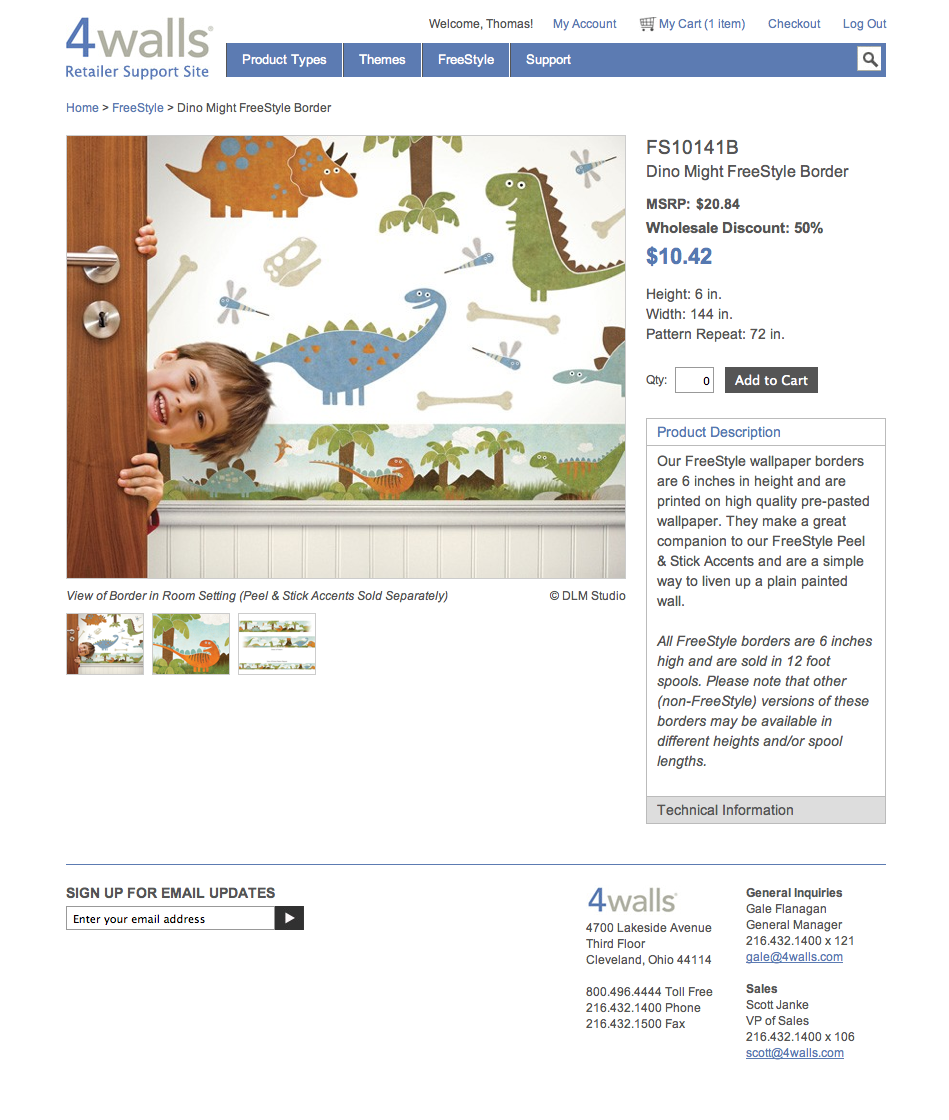 4walls®
Retailer Support Site
Welcome, Thomas! My Account My Cart (1 item) Checkout Log Out
Product Types Themes FreeStyle Support
Home > FreeStyle > Dino Might FreeStyle Border
FS10141B
Dino Might FreeStyle Border
MSRP: $20.84
Wholesale Discount: 50%
$10.42
Height: 6 in.
Width: 144 in.
Pattern Repeat: 72 in.
Qty: 0 Add to Cart
Product Description
Our FreeStyle wallpaper borders
are 6 inches in height and are
printed on high quality pre-pasted
wallpaper. They make a great
companion to our FreeStyle Peel
& Stick Accents and are a simple
way to liven up a plain painted
wall.
All FreeStyle borders are 6 inches
high and are sold in 12 foot
spools. Please note that other
(non-FreeStyle) versions of these
borders may be available in
different heights and/or spool
lengths.
Technical Information
View of Border in Room Setting (Peel & Stick Accents Sold Separately) © DLM Studio
SIGN UP FOR EMAIL UPDATES
Enter your email address
4walls®
4700 Lakeside Avenue
Third Floor
Cleveland, Ohio 44114
800.496.4444 Toll Free
216.432.1400 Phone
216.432.1500 Fax
General Inquiries
Gale Flanagan
General Manager
216.432.1400 x 121
gale@4walls.com
Sales
Scott Janke
VP of Sales
216.432.1400 x 106
scott@4walls.com